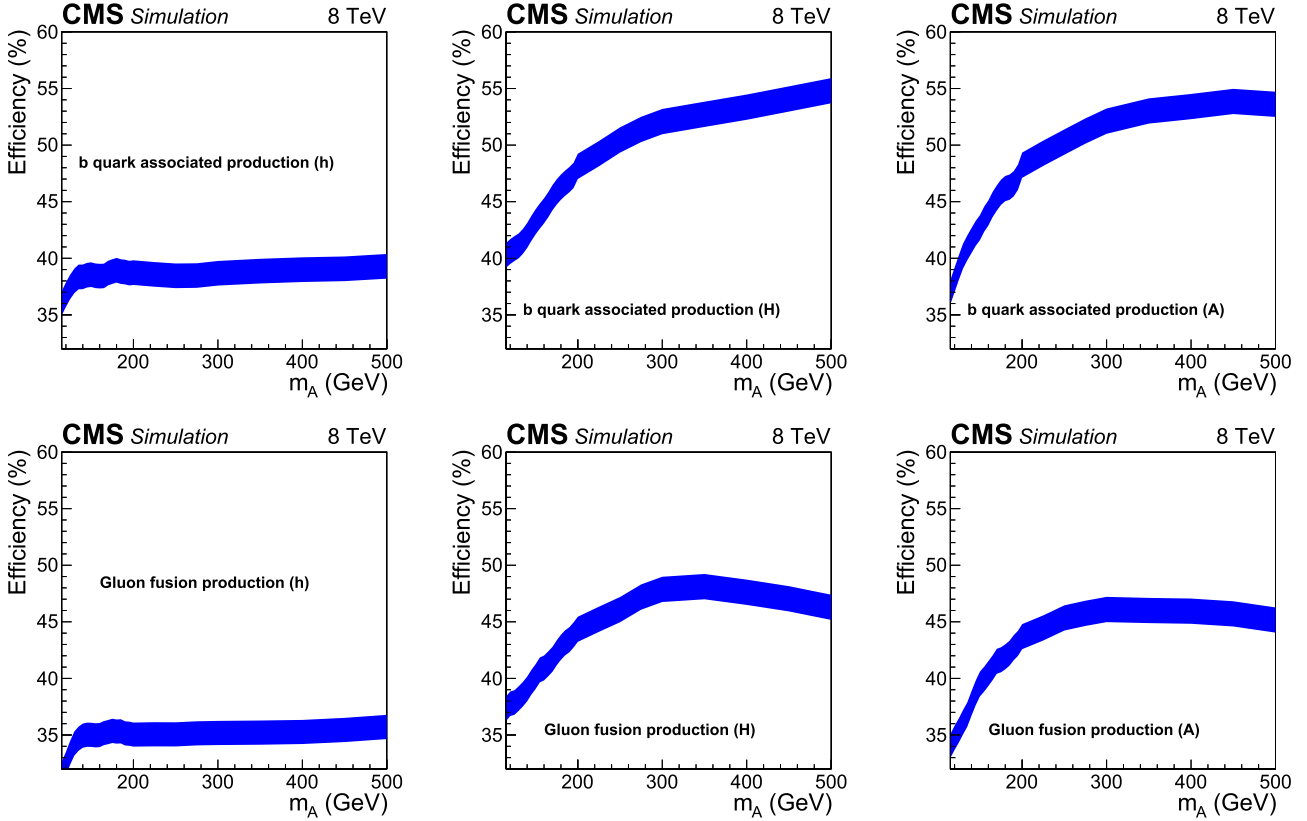 CMS Simulation 8 TeV
Efficiency (%)
60
55
50
45
40
35
b quark associated production (h)
200 300 400 500
m_A (GeV)
CMS Simulation 8 TeV
Efficiency (%)
60
55
50
45
40
35
b quark associated production (H)
200 300 400 500
m_A (GeV)
CMS Simulation 8 TeV
Efficiency (%)
60
55
50
45
40
35
b quark associated production (A)
200 300 400 500
m_A (GeV)
CMS Simulation 8 TeV
Efficiency (%)
60
55
50
45
40
35
Gluon fusion production (h)
200 300 400 500
m_A (GeV)
CMS Simulation 8 TeV
Efficiency (%)
60
55
50
45
40
35
Gluon fusion production (H)
200 300 400 500
m_A (GeV)
CMS Simulation 8 TeV
Efficiency (%)
60
55
50
45
40
35
Gluon fusion production (A)
200 300 400 500
m_A (GeV)